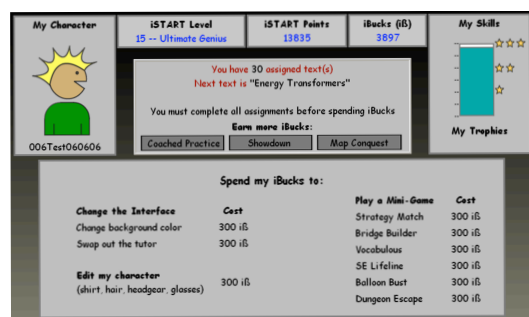 My Character
iSTART Level
iSTART Points
iBucks (iß)
My Skills
15 -- Ultimate Genius
13835
3897
You have 30 assigned text(s)
Next text is "Energy Transformers"
You must complete all assignments before spending iBucks
Earn more iBucks:
Coached Practice
Showdown
Map Conquest
006Test060606
My Trophies
Spend my iBucks to:
Change the Interface Cost
Change background color 300 iß
Swap out the tutor 300 iß
Edit my character
(shirt, hair, headgear, glasses) 300 iß
Play a Mini-Game Cost
Strategy Match 300 iß
Bridge Builder 300 iß
Vocabulous 300 iß
SE Lifeline 300 iß
Balloon Bust 300 iß
Dungeon Escape 300 iß